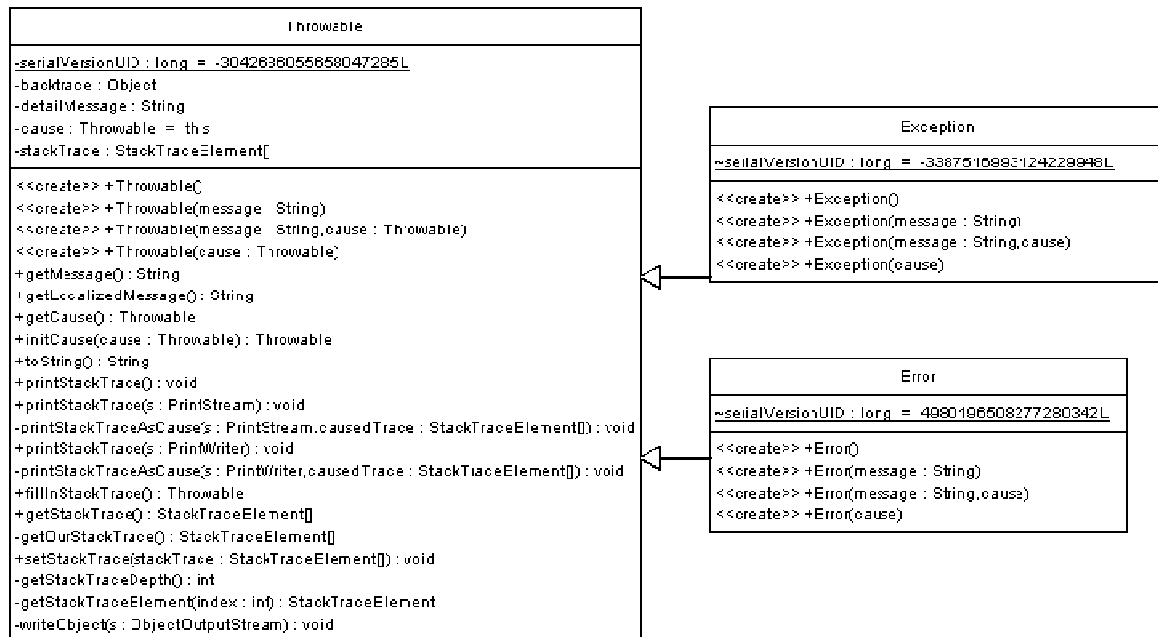 Throwable
-serialVersionUID : long = -3042686055658047285L
-backtrace : Object
-detailMessage : String
-cause : Throwable = this
-stackTrace : StackTraceElement[]
<<create>> +Throwable()
<<create>> +Throwable(message : String)
<<create>> +Throwable(message : String,cause : Throwable)
<<create>> +Throwable(cause : Throwable)
+getMessage() : String
+getLocalizedMessage() : String
+getCause() : Throwable
+initCause(cause : Throwable) : Throwable
+toString() : String
+printStackTrace() : void
+printStackTrace(s : PrintStream) : void
-printStackTraceAsCause(s : PrintStream,causedTrace : StackTraceElement[]) : void
+printStackTrace(s : PrintWriter) : void
-printStackTraceAsCause(s : PrintWriter,causedTrace : StackTraceElement[]) : void
+fillInStackTrace() : Throwable
+getStackTrace() : StackTraceElement[]
-getOurStackTrace() : StackTraceElement[]
+setStackTrace(stackTrace : StackTraceElement[]) : void
-getStackTraceDepth() : int
-getStackTraceElement(index : int) : StackTraceElement
-writeObject(s : ObjectOutputStream) : void
Exception
~serialVersionUID : long = -3387516993124229948L
<<create>> +Exception()
<<create>> +Exception(message : String)
<<create>> +Exception(message : String,cause)
<<create>> +Exception(cause)
Error
~serialVersionUID : long = 4980196508277280342L
<<create>> +Error()
<<create>> +Error(message : String)
<<create>> +Error(message : String,cause)
<<create>> +Error(cause)